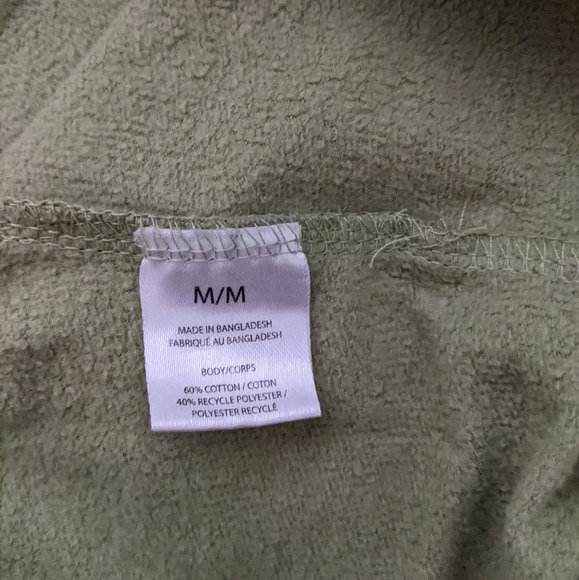 M/M
MADE IN BANGLADESH
FABRIQUÉ AU BANGLADESH
BODY/CORPS
60% COTTON / COTON
40% RECYCLE POLYESTER /
POLYESTER RECYCLÉ